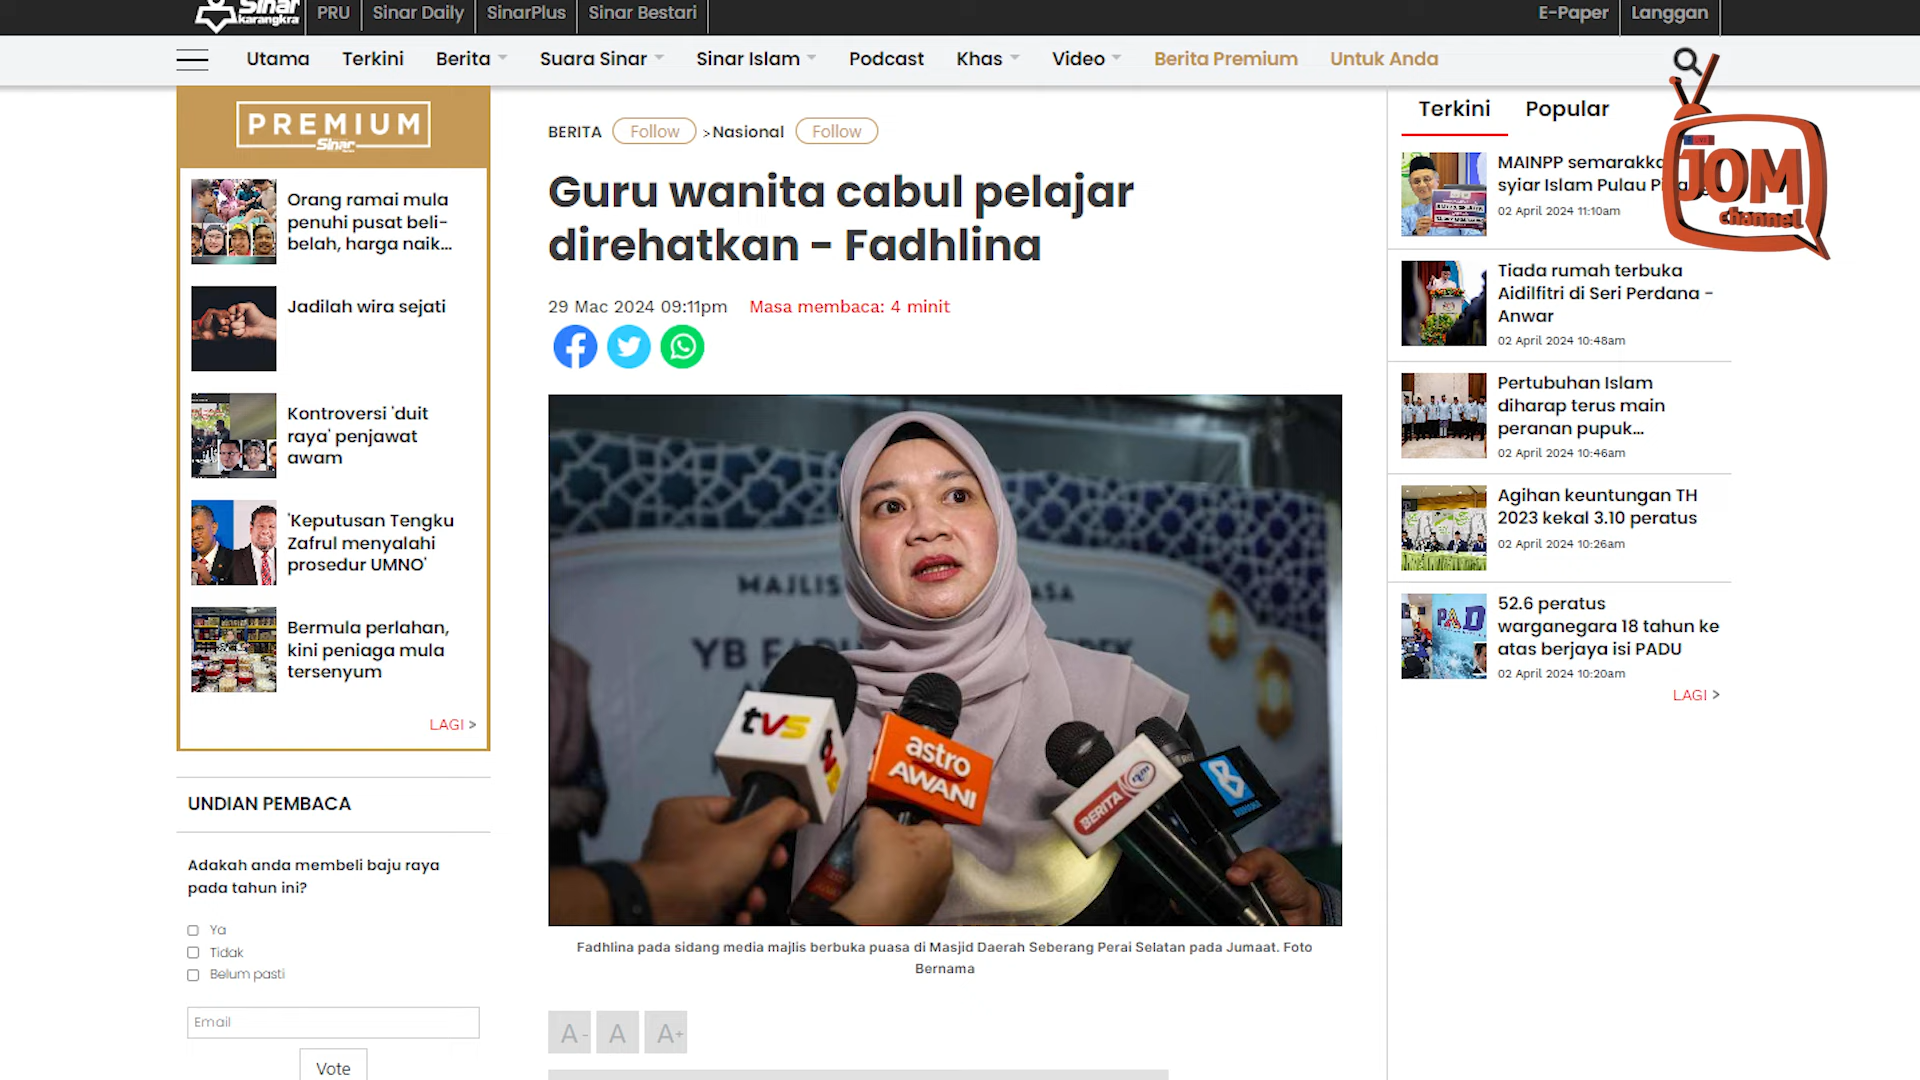 Sinar
karangkra
PRU
Sinar Daily
SinarPlus
Sinar Bestari
E-Paper
Langgan
Utama
Terkini
Berita
Suara Sinar
Sinar Islam
Podcast
Khas
Video
Berita Premium
Untuk Anda
PREMIUM
Sinar
Orang ramai mula
penuhi pusat beli-
belah, harga naik...
Jadilah wira sejati
Kontroversi 'duit
raya' penjawat
awam
'Keputusan Tengku
Zafrul menyalahi
prosedur UMNO'
Bermula perlahan,
kini peniaga mula
tersenyum
LAGI >
UNDIAN PEMBACA
Adakah anda membeli baju raya
pada tahun ini?
Ya
Tidak
Belum pasti
Email
Vote
BERITA Follow > Nasional Follow
Guru wanita cabul pelajar
direhatkan - Fadhlina
29 Mac 2024 09:11pm Masa membaca: 4 minit
MAJLIS
YB
tv5
astro
AWANI
BERITA
Fadhlina pada sidang media majlis berbuka puasa di Masjid Daerah Seberang Perai Selatan pada Jumaat. Foto
Bernama
A- A A+
Terkini
Popular
JOM
channel
MAINPP semarakka
syiar Islam Pulau
02 April 2024 11:10am
Tiada rumah terbuka
Aidilfitri di Seri Perdana -
Anwar
02 April 2024 10:48am
Pertubuhan Islam
diharap terus main
peranan pupuk...
02 April 2024 10:46am
Agihan keuntungan TH
2023 kekal 3.10 peratus
02 April 2024 10:26am
PAD
52.6 peratus
warganegara 18 tahun ke
atas berjaya isi PADU
02 April 2024 10:20am
LAGI >